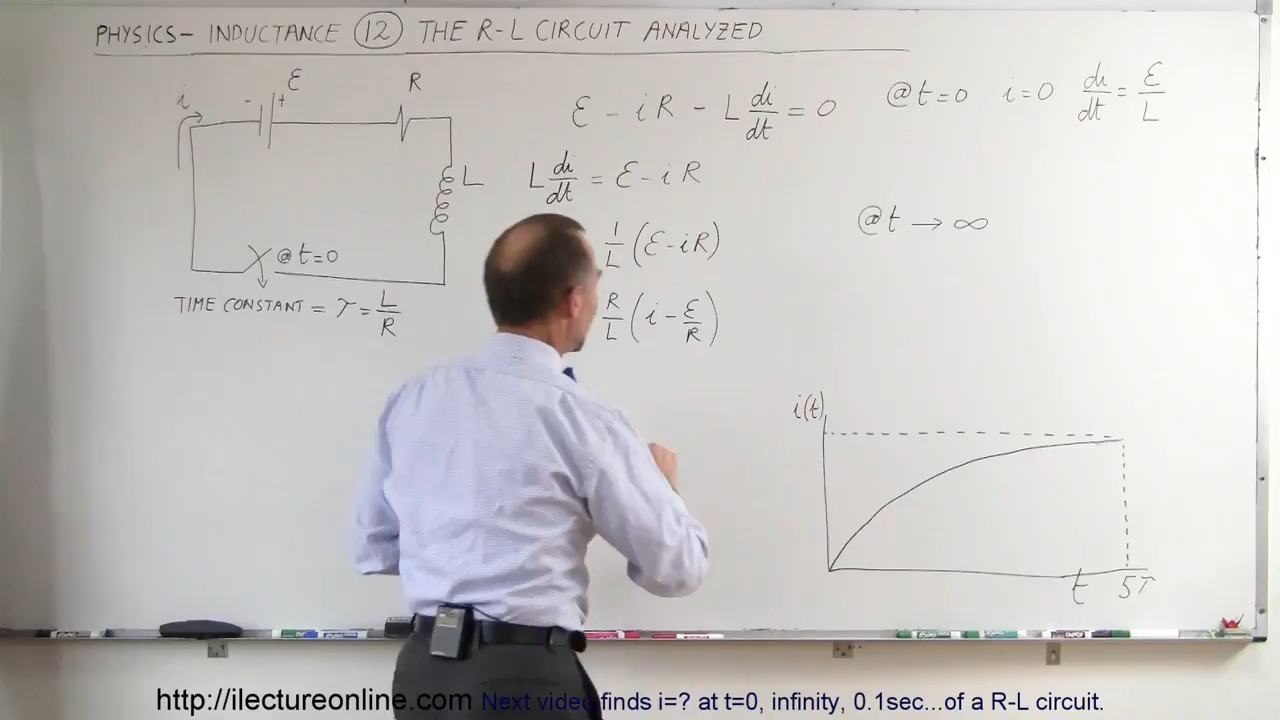 PHYSICS- INDUCTANCE 12 THE R-L CIRCUIT ANALYZED
i
- +
ℰ
R
L
@t=0
TIME CONSTANT = τ = L/R
ℰ - iR - L di/dt = 0
L di/dt = ℰ - iR
1/L (ℰ - iR)
R/L (i - ℰ/R)
@t=0 i=0 di/dt = ℰ/L
@t → ∞
i(t)
t 5τ
http://ilectureonline.com Next video finds i=? at t=0, infinity, 0.1sec...of a R-L circuit.